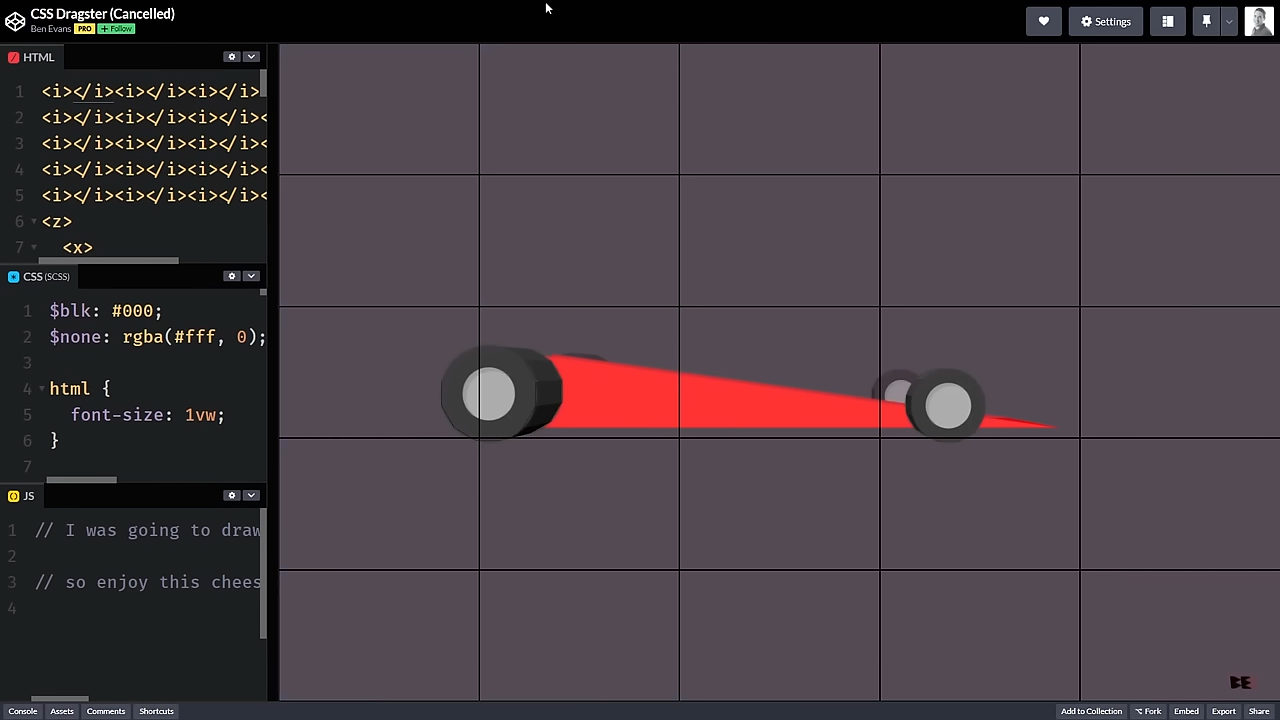 CSS Dragster (Cancelled)
Ben Evans PRO + Follow
Settings
HTML
1 <i></i><i></i><i></i>
2 <i></i><i></i><i></i><
3 <i></i><i></i><i></i><
4 <i></i><i></i><i></i><
5 <i></i><i></i><i></i><
6 <z>
7 <x>
CSS (SCSS)
1 $blk: #000;
2 $none: rgba(#fff, 0);
3
4 html {
5 font-size: 1vw;
6 }
7
JS
1 // I was going to draw
2
3 // so enjoy this chees
4
BE
Console Assets Comments Shortcuts Add to Collection Fork Embed Export Share